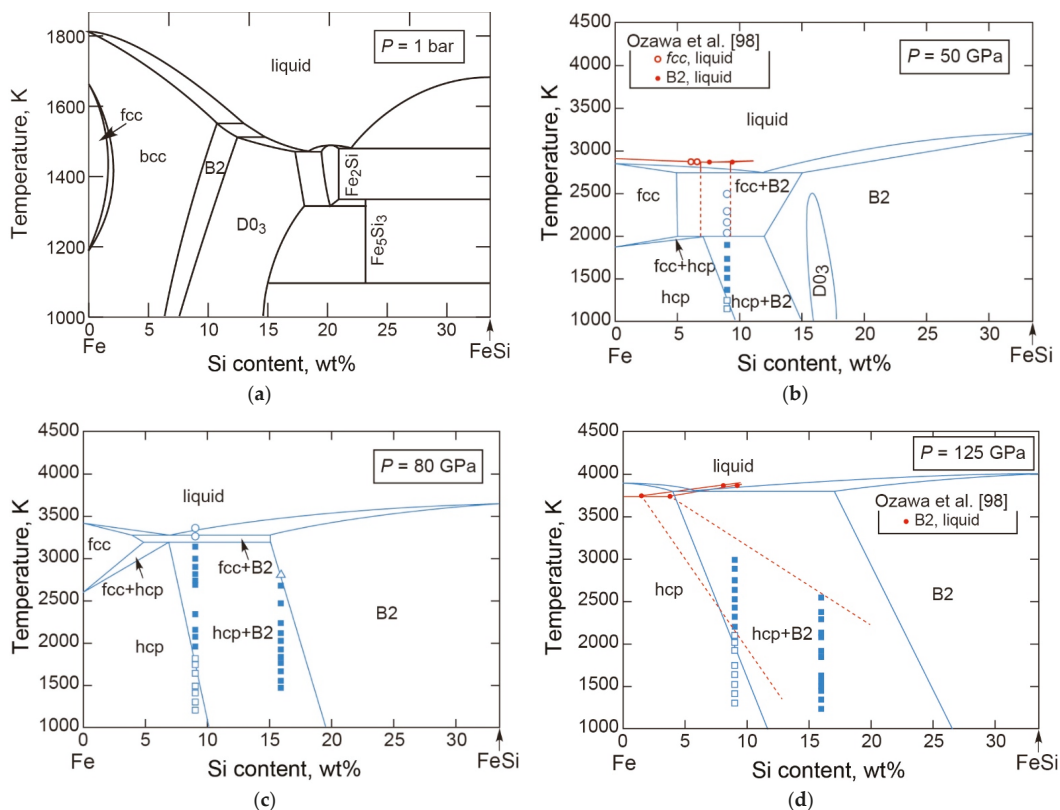 1800
1600
1400
1200
1000
Temperature, K
P = 1 bar
liquid
fcc
bcc
B2
D0₃
Fe₂Si
Fe₅Si₃
0
5
10
15
20
25
30
Fe
Si content, wt%
FeSi
(a)
4500
4000
3500
3000
2500
2000
1500
1000
Temperature, K
Ozawa et al. [98]
fcc, liquid
B2, liquid
P = 50 GPa
liquid
fcc
fcc+B2
B2
fcc+hcp
hcp
hcp+B2
D0₃
0
5
10
15
20
25
30
Fe
Si content, wt%
FeSi
(b)
4500
4000
3500
3000
2500
2000
1500
1000
Temperature, K
P = 80 GPa
liquid
fcc
fcc+hcp
fcc+B2
hcp
hcp+B2
B2
0
5
10
15
20
25
30
Fe
Si content, wt%
FeSi
(c)
4500
4000
3500
3000
2500
2000
1500
1000
Temperature, K
P = 125 GPa
liquid
Ozawa et al. [98]
B2, liquid
hcp
hcp+B2
B2
0
5
10
15
20
25
30
Fe
Si content, wt%
FeSi
(d)